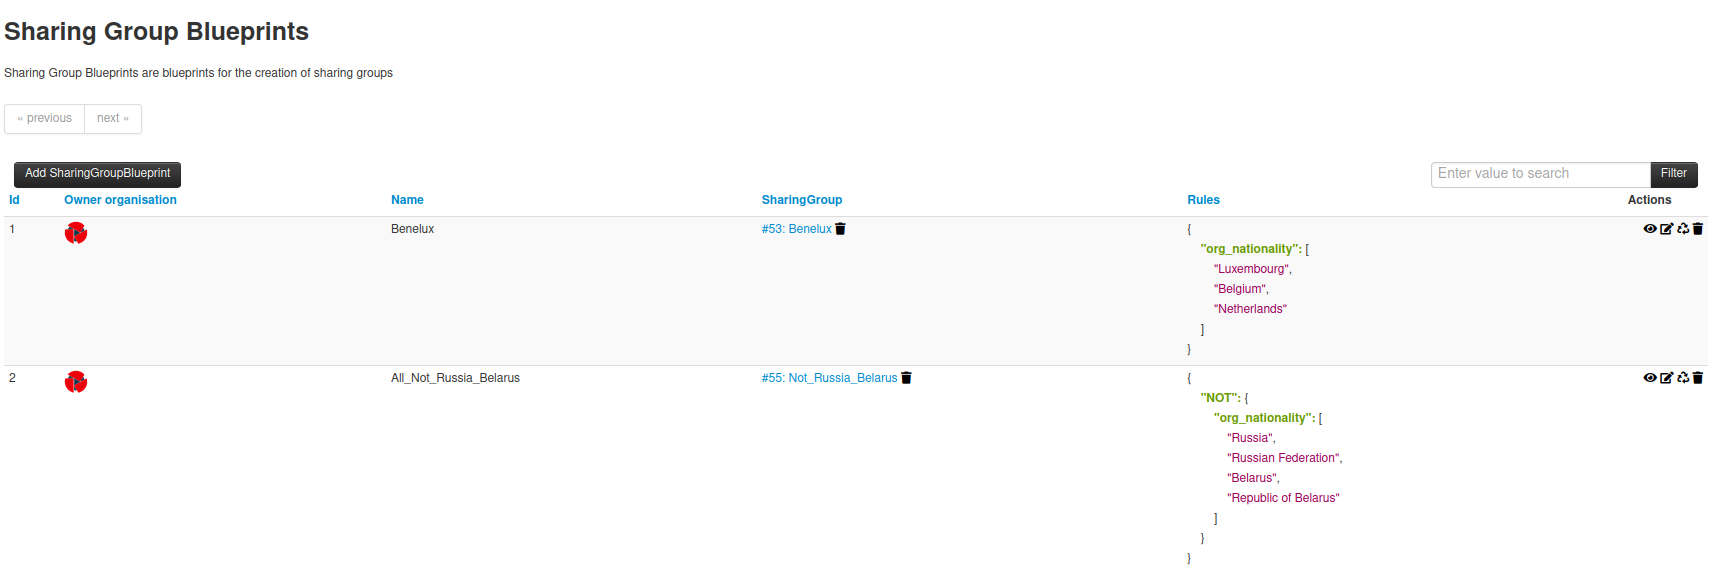 Sharing Group Blueprints
Sharing Group Blueprints are blueprints for the creation of sharing groups
« previous next »
Add SharingGroupBlueprint Enter value to search Filter
Id Owner organisation Name SharingGroup Rules Actions
1 Benelux #53: Benelux {
"org_nationality": [
"Luxembourg",
"Belgium",
"Netherlands"
]
}
2 All_Not_Russia_Belarus #55: Not_Russia_Belarus {
"NOT": {
"org_nationality": [
"Russia",
"Russian Federation",
"Belarus",
"Republic of Belarus"
]
}
}